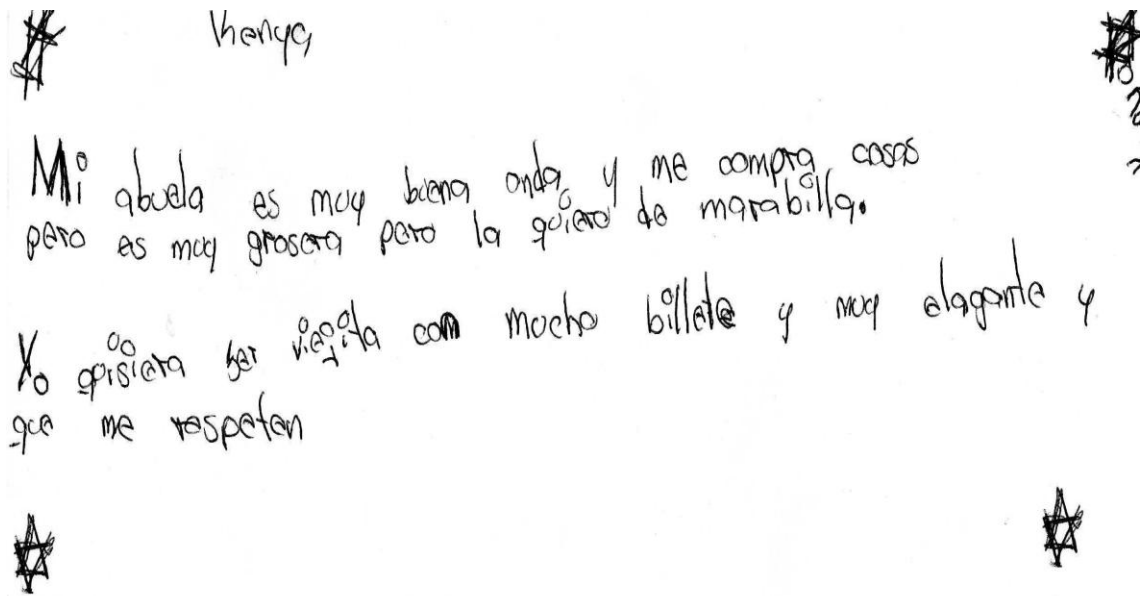 Khenya
Mi abuela es muy buena onda y me compra cosas
pero es muy grosera pero la quiero de marabilla.
Yo quisiera ser viejita con mucho billete y muy elegante y
que me respeten